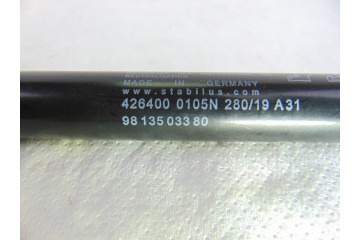 MADE IN GERMANY
www.stabilus.com
426400 0105N 280/19 A31
98 135 033 80